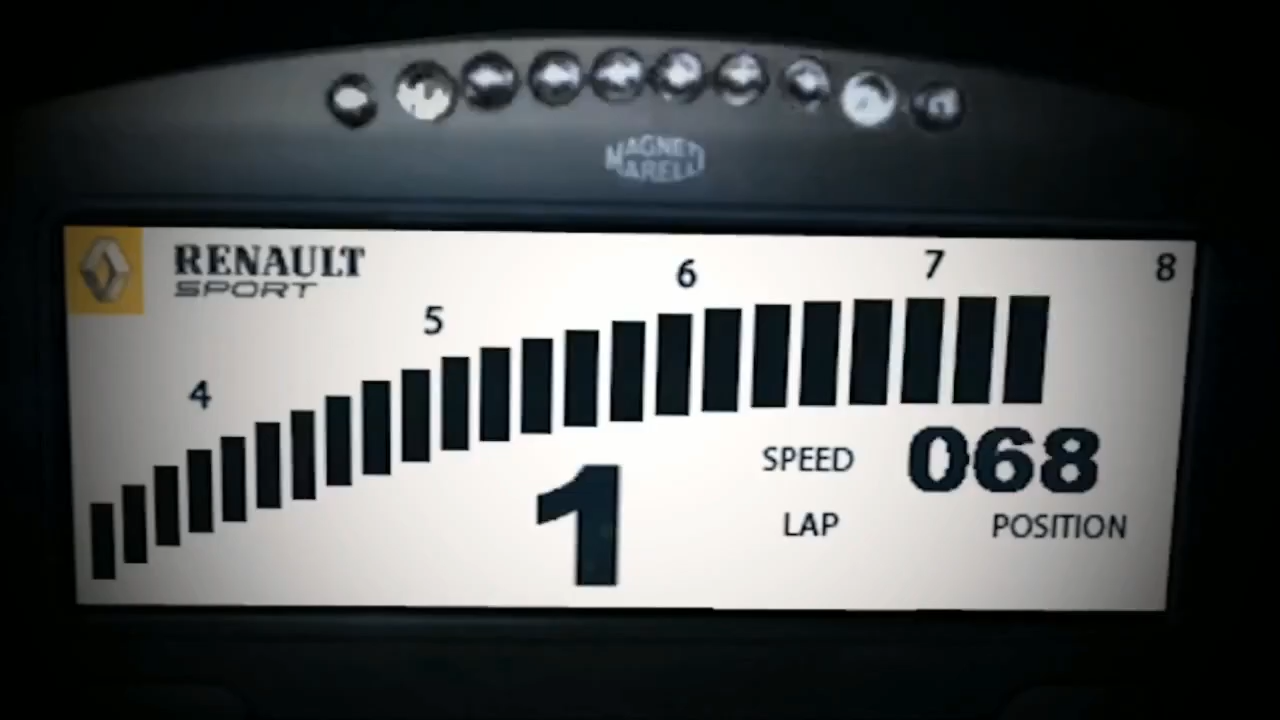 MAGNETI
MARELLI
RENAULT
SPORT
4
5
6
7
8
1
SPEED 068
LAP POSITION